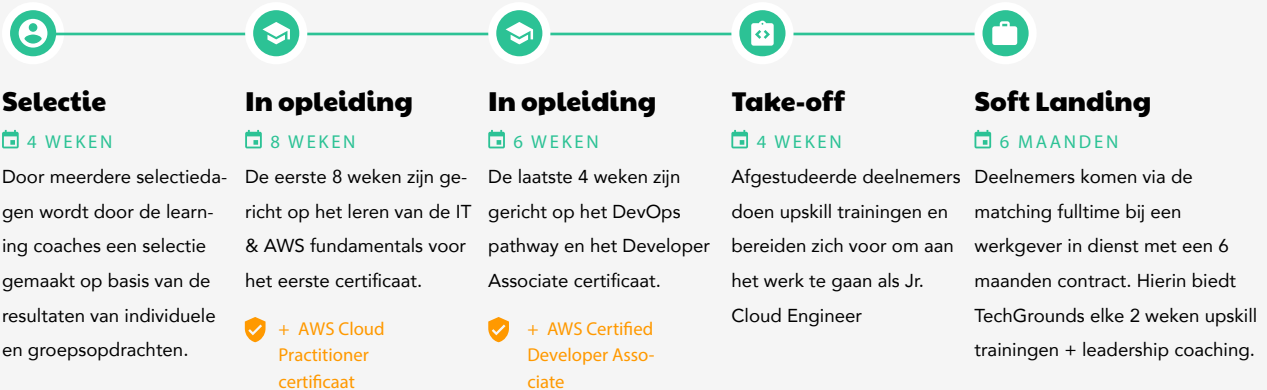 Selectie
4 WEKEN
Door meerdere selectieda-
gen wordt door de learn-
ing coaches een selectie
gemaakt op basis van de
resultaten van individuele
en groepsopdrachten.
In opleiding
8 WEKEN
De eerste 8 weken zijn ge-
richt op het leren van de IT
& AWS fundamentals voor
het eerste certificaat.
+ AWS Cloud
Practitioner
certificaat
In opleiding
6 WEKEN
De laatste 4 weken zijn
gericht op het DevOps
pathway en het Developer
Associate certificaat.
+ AWS Certified
Developer Asso-
ciate
Take-off
4 WEKEN
Afgestudeerde deelnemers
doen upskill trainingen en
bereiden zich voor om aan
het werk te gaan als Jr.
Cloud Engineer
Soft Landing
6 MAANDEN
Deelnemers komen via de
matching fulltime bij een
werkgever in dienst met een 6
maanden contract. Hierin biedt
TechGrounds elke 2 weken upskill
trainingen + leadership coaching.